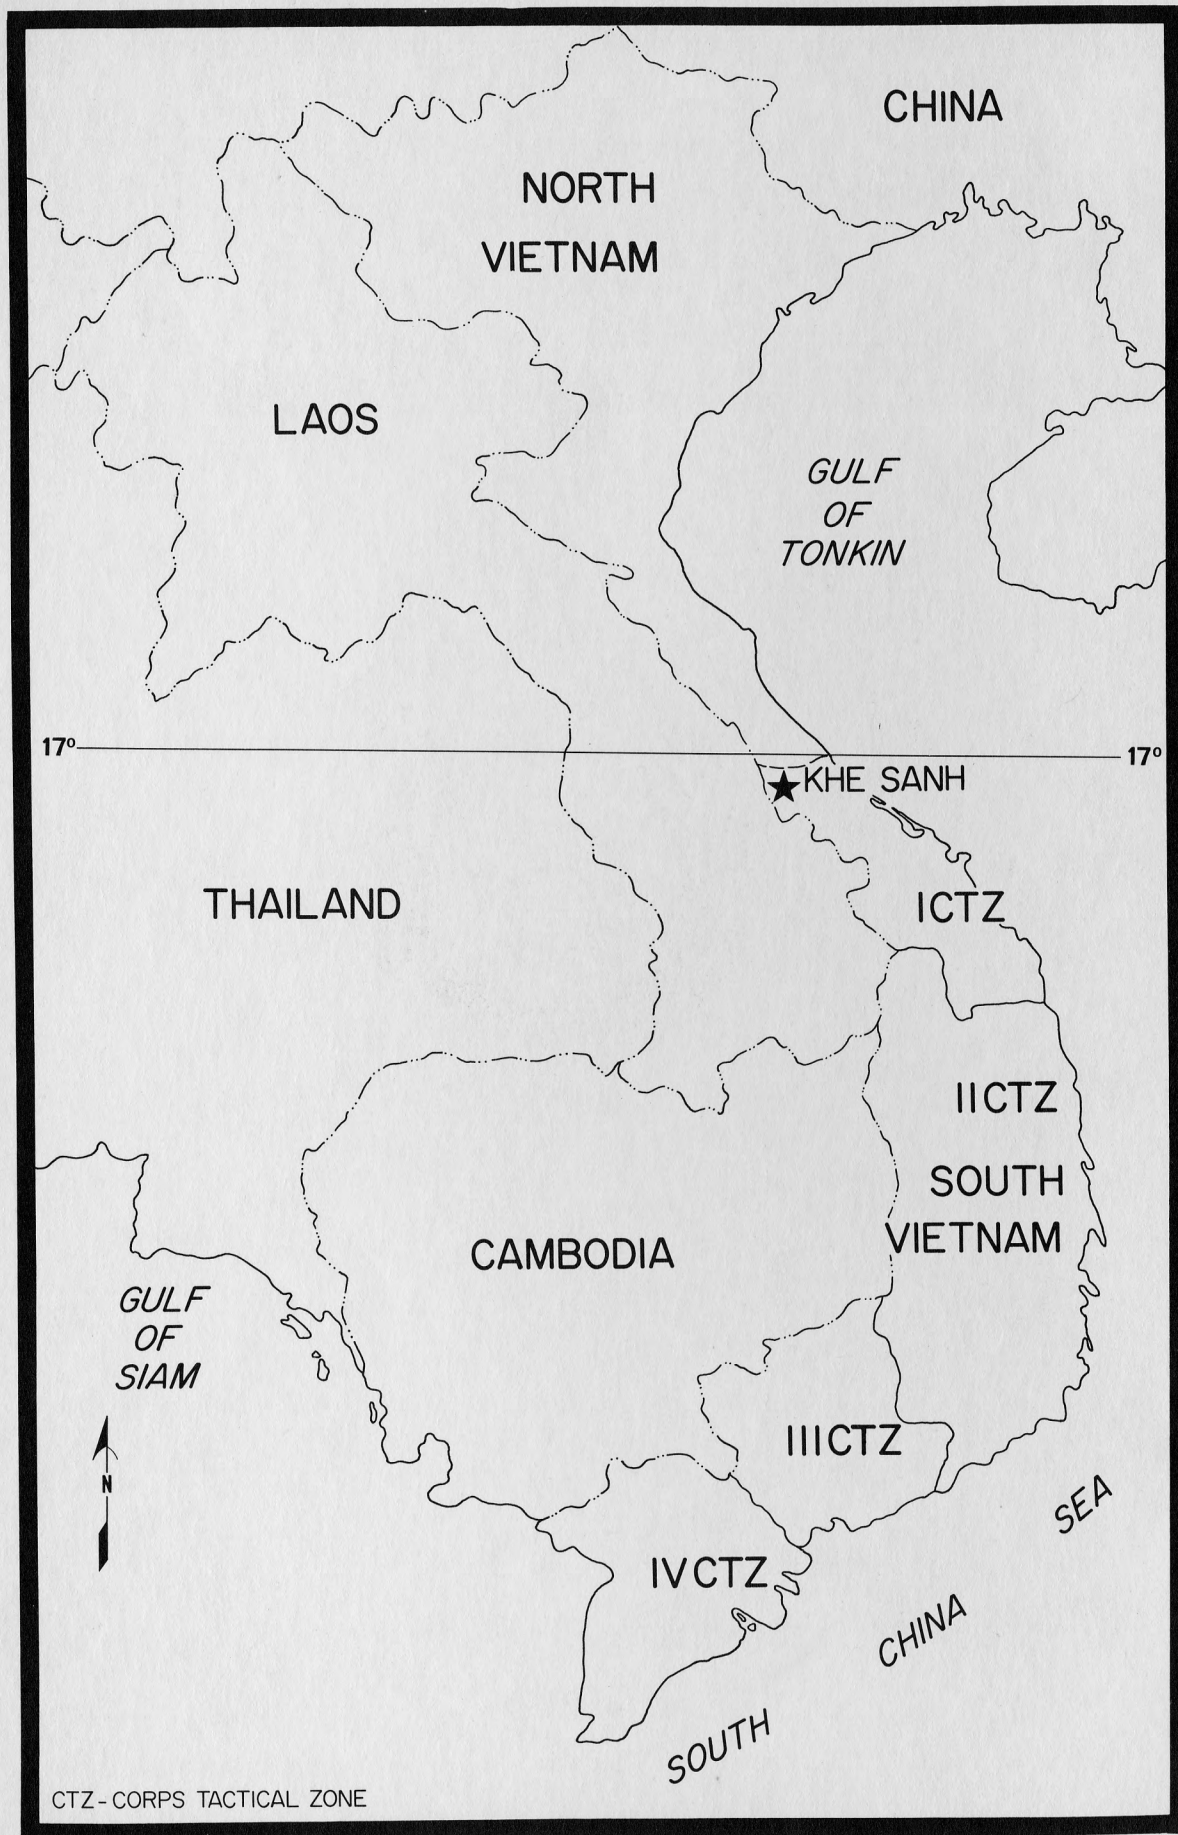 CHINA
NORTH
VIETNAM
LAOS
GULF
OF
TONKIN
17° 17°
KHE SANH
THAILAND
ICTZ
IICTZ
SOUTH
VIETNAM
CAMBODIA
GULF
OF
SIAM
N
IIICTZ
IVCTZ
SOUTH CHINA SEA
CTZ-CORPS TACTICAL ZONE